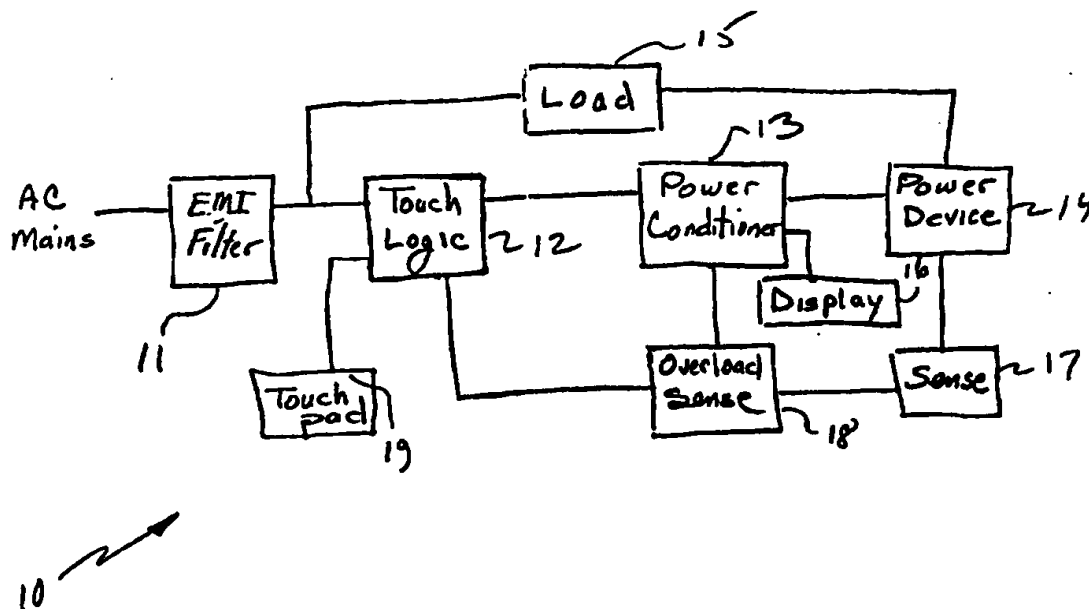 15
Load
13
AC
Mains
EMI
Filter
Touch
Logic
12
Power
Conditioner
Power
Device
14
16
Display
11
Touch
pad
19
Overload
Sense
18
Sense
17
10